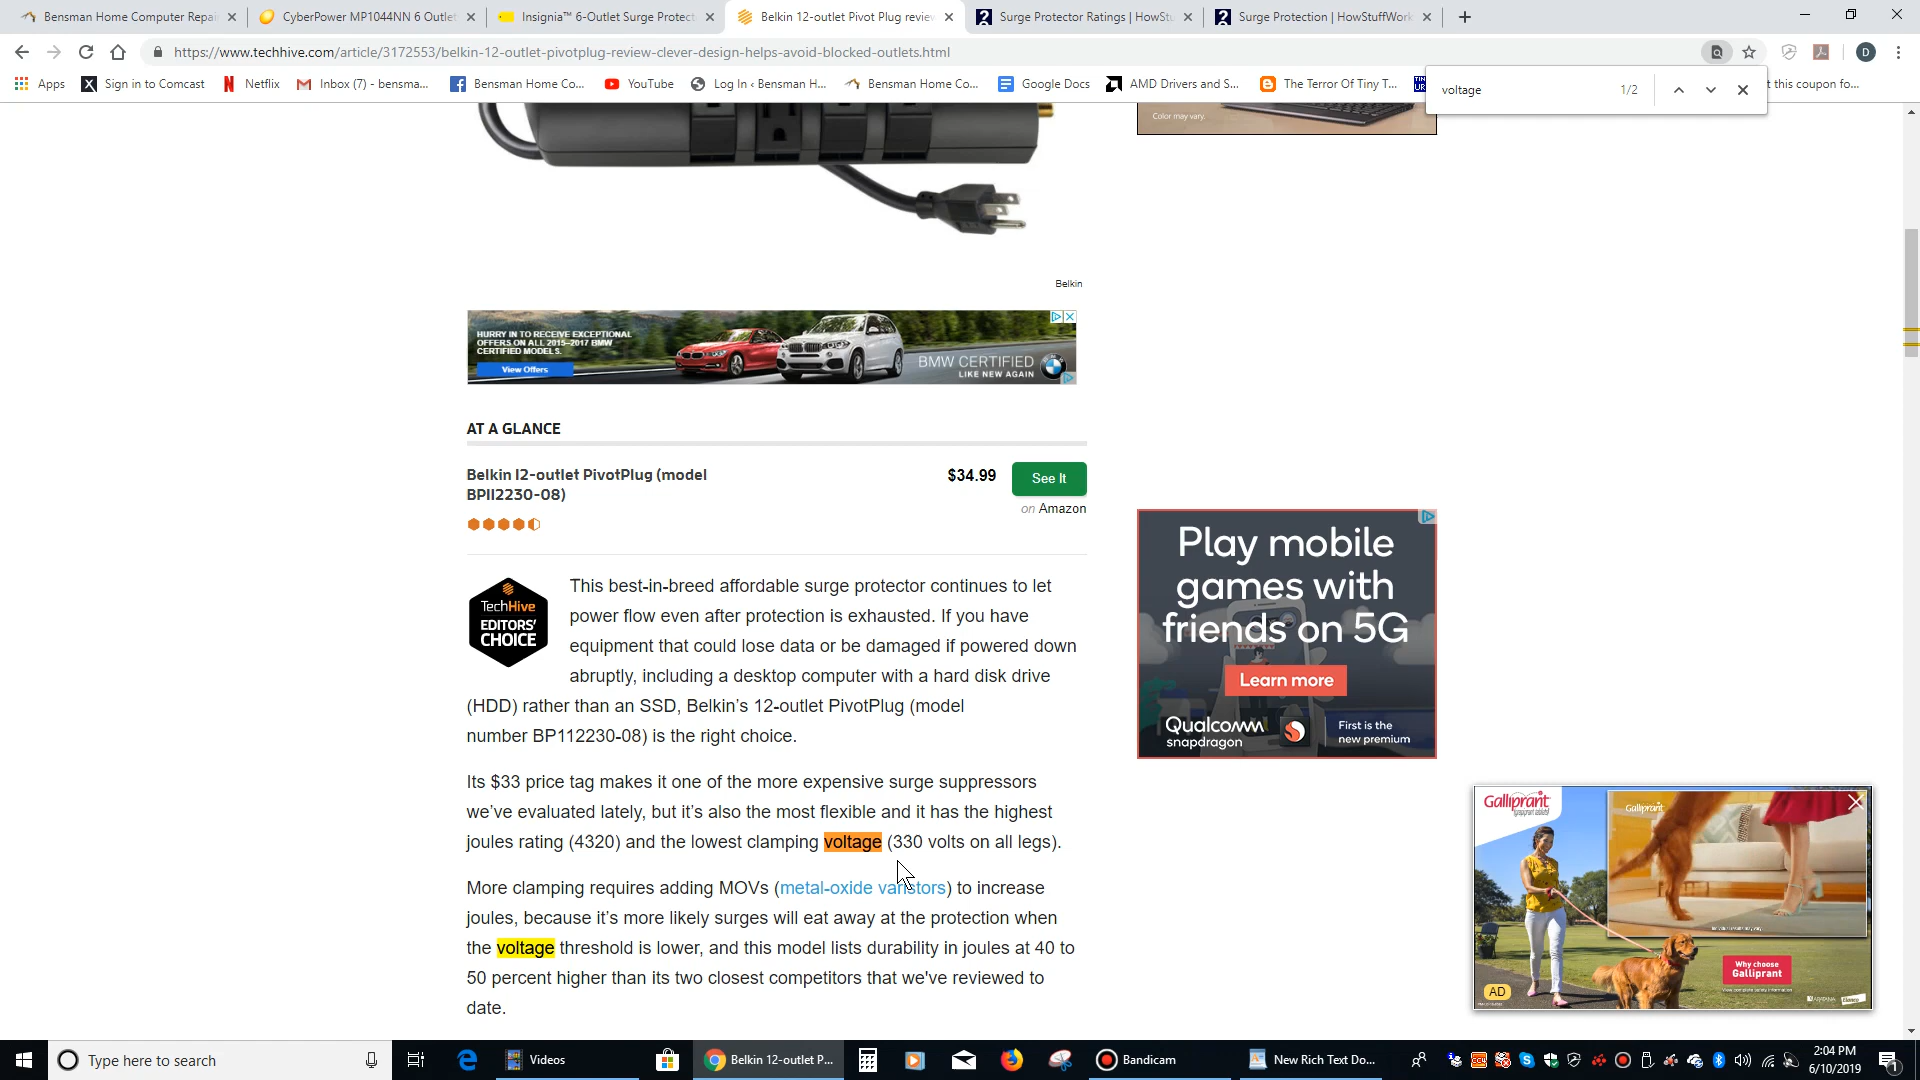 Bensman Home Computer Repai
CyberPower MP1044NN 6 Outlet
Insignia™ 6-Outlet Surge Protect
Belkin 12-outlet Pivot Plug review
Surge Protector Ratings | HowStu
Surge Protection | HowStuffWork
https://www.techhive.com/article/3172553/belkin-12-outlet-pivotplug-review-clever-design-helps-avoid-blocked-outlets.html
D
Apps
Sign in to Comcast
Netflix
Inbox (7) - bensma...
Bensman Home Co...
YouTube
Log In ‹ Bensman H...
Bensman Home Co...
Google Docs
AMD Drivers and S...
The Terror Of Tiny T...
t this coupon fo...
voltage 1/2
Color may vary.
Belkin
HURRY IN TO RECEIVE EXCEPTIONAL
OFFERS ON ALL 2015–2017 BMW
CERTIFIED MODELS.
View Offers
BMW CERTIFIED
LIKE NEW AGAIN
AT A GLANCE
Belkin 12-outlet PivotPlug (model
BP112230-08)
$34.99
See It
on Amazon
TechHive
EDITORS'
CHOICE
This best-in-breed affordable surge protector continues to let
power flow even after protection is exhausted. If you have
equipment that could lose data or be damaged if powered down
abruptly, including a desktop computer with a hard disk drive
(HDD) rather than an SSD, Belkin's 12-outlet PivotPlug (model
number BP112230-08) is the right choice.
Its $33 price tag makes it one of the more expensive surge suppressors
we've evaluated lately, but it's also the most flexible and it has the highest
joules rating (4320) and the lowest clamping voltage (330 volts on all legs).
More clamping requires adding MOVs (metal-oxide varistors) to increase
joules, because it's more likely surges will eat away at the protection when
the voltage threshold is lower, and this model lists durability in joules at 40 to
50 percent higher than its two closest competitors that we've reviewed to
date.
Play mobile
games with
friends on 5G
Learn more
Qualcomm
snapdragon
First is the
new premium
Galliprant
Galliprant
Why choose
Galliprant
AD
Type here to search
Videos
Belkin 12-outlet P...
Bandicam
New Rich Text Do...
2:04 PM
6/10/2019
1